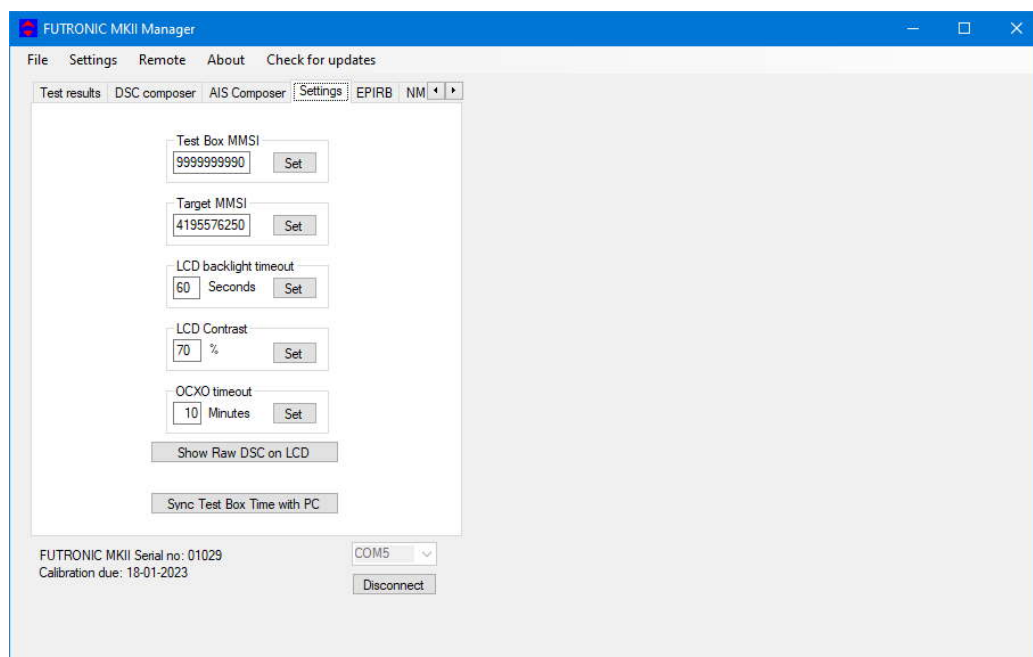 FUTRONIC MKII Manager
File Settings Remote About Check for updates
Test results DSC composer AIS Composer Settings EPIRB NM
Test Box MMSI
9999999990 Set
Target MMSI
4195576250 Set
LCD backlight timeout
60 Seconds Set
LCD Contrast
70 % Set
OCXO timeout
10 Minutes Set
Show Raw DSC on LCD
Sync Test Box Time with PC
FUTRONIC MKII Serial no: 01029
COM5
Calibration due: 18-01-2023
Disconnect